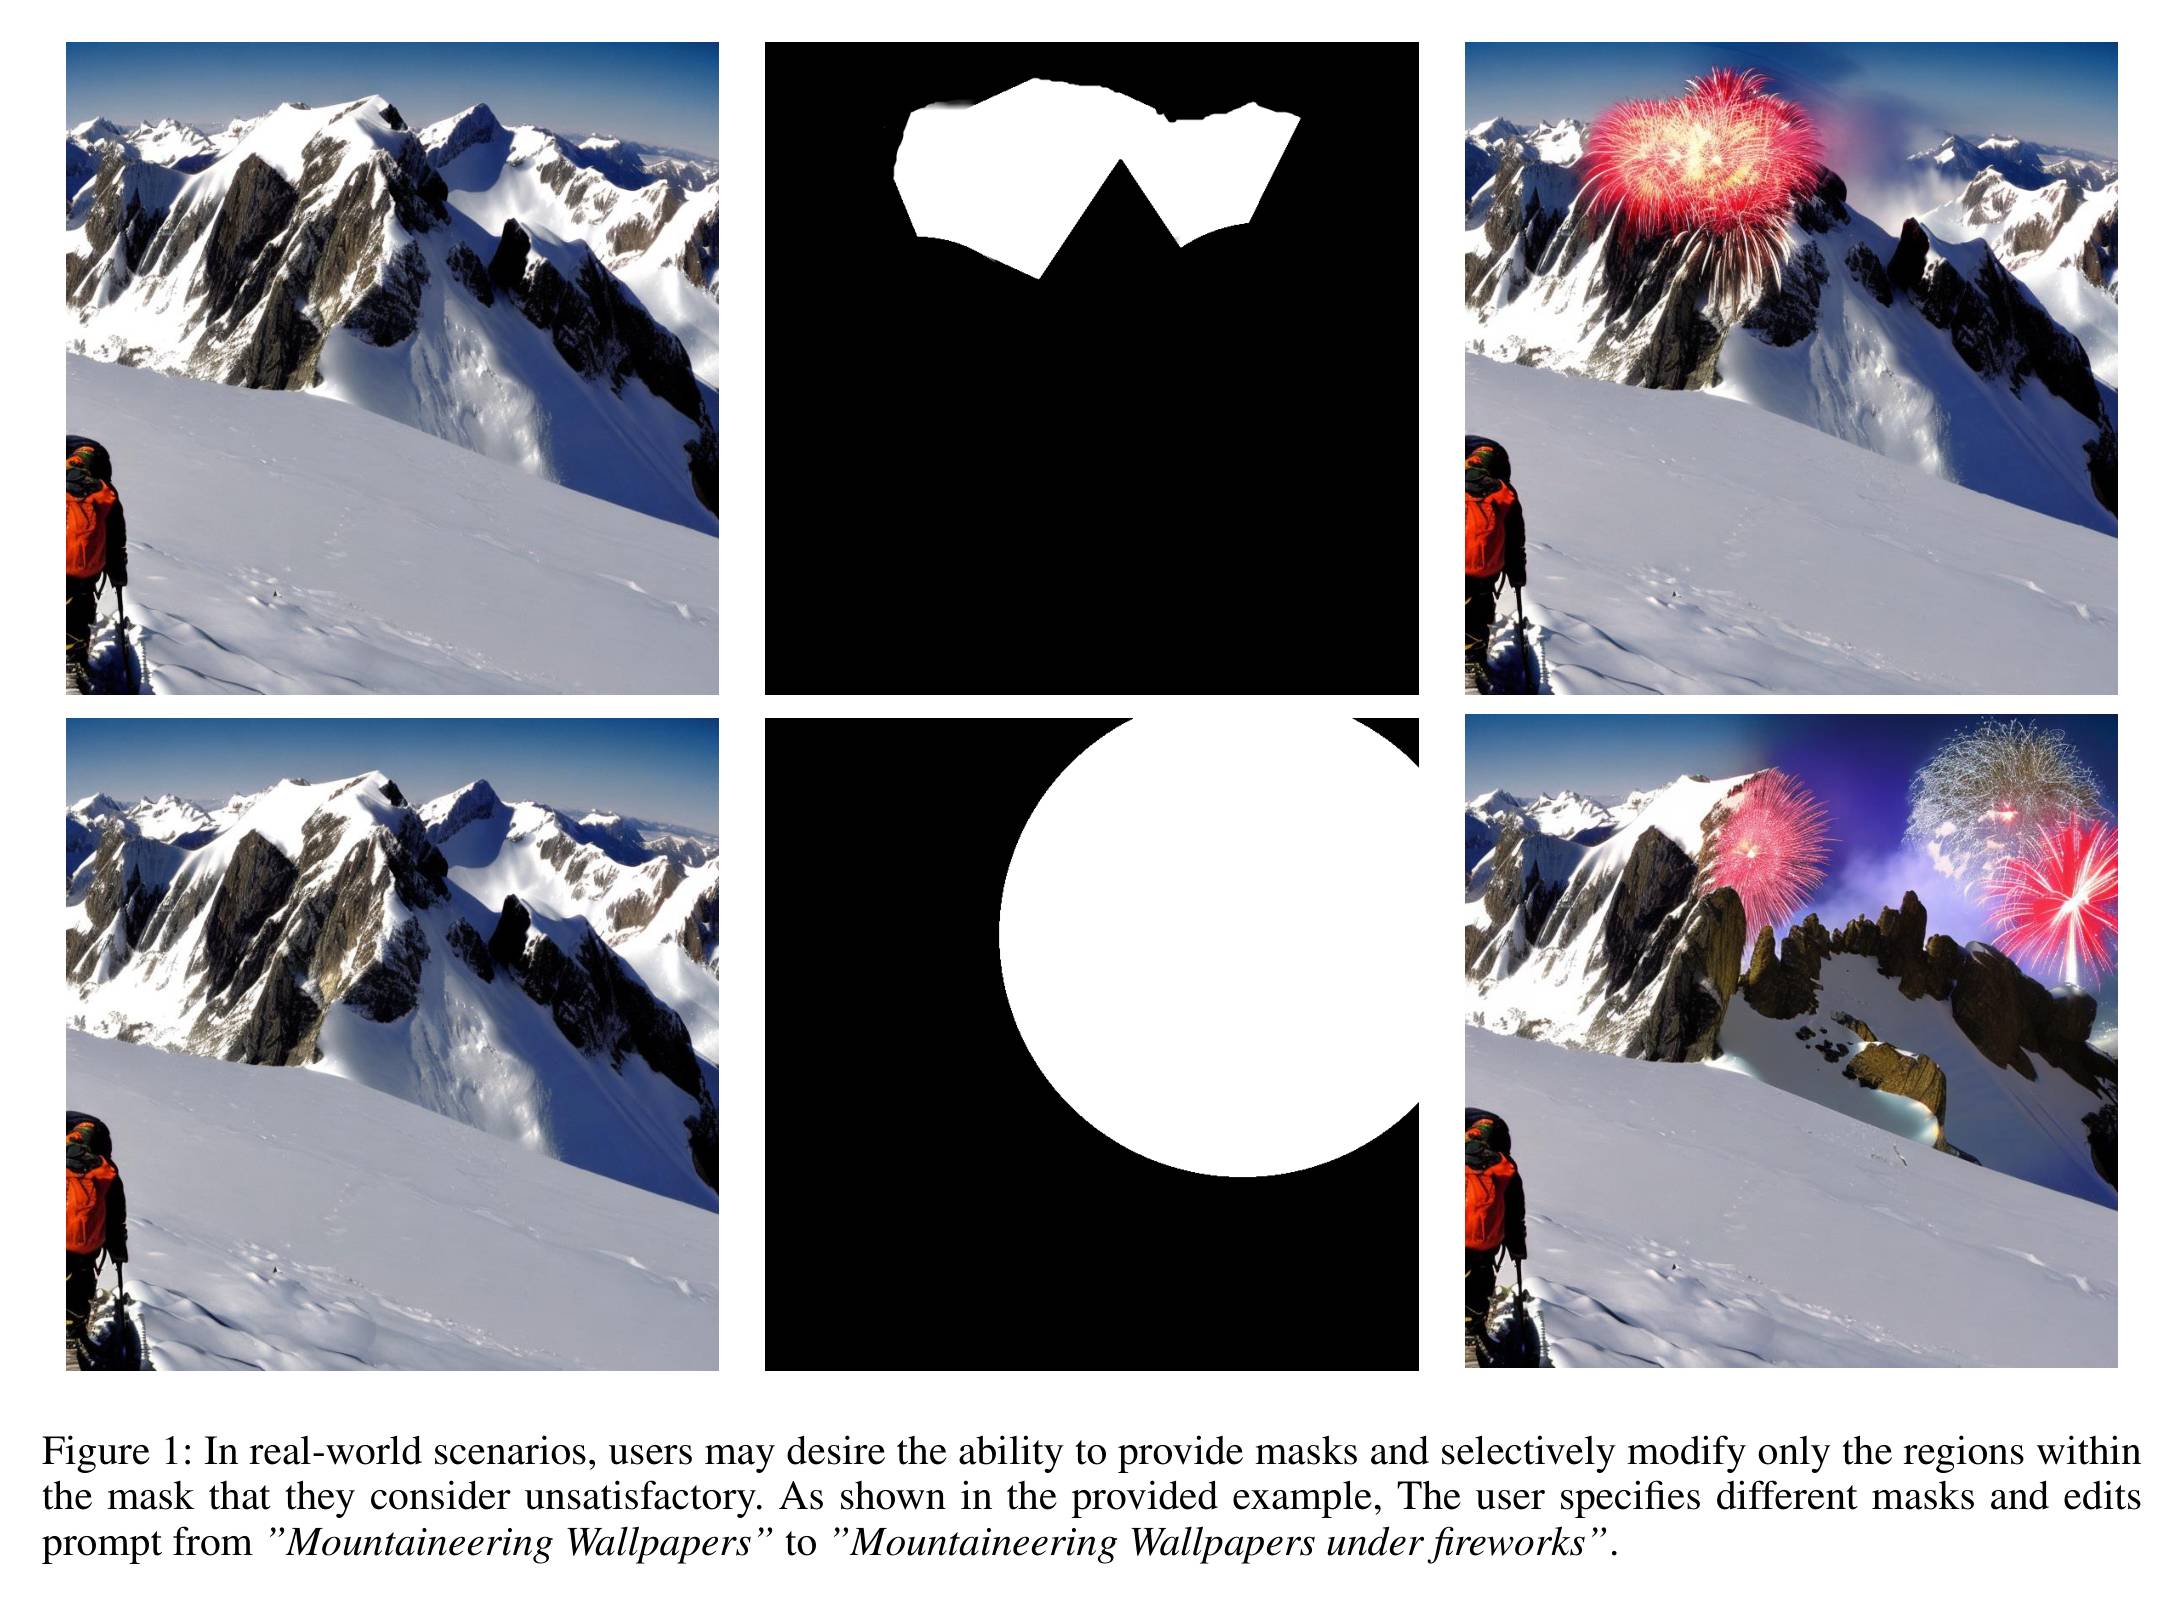 Figure 1: In real-world scenarios, users may desire the ability to provide masks and selectively modify only the regions within
the mask that they consider unsatisfactory. As shown in the provided example, The user specifies different masks and edits
prompt from ”Mountaineering Wallpapers” to ”Mountaineering Wallpapers under fireworks”.